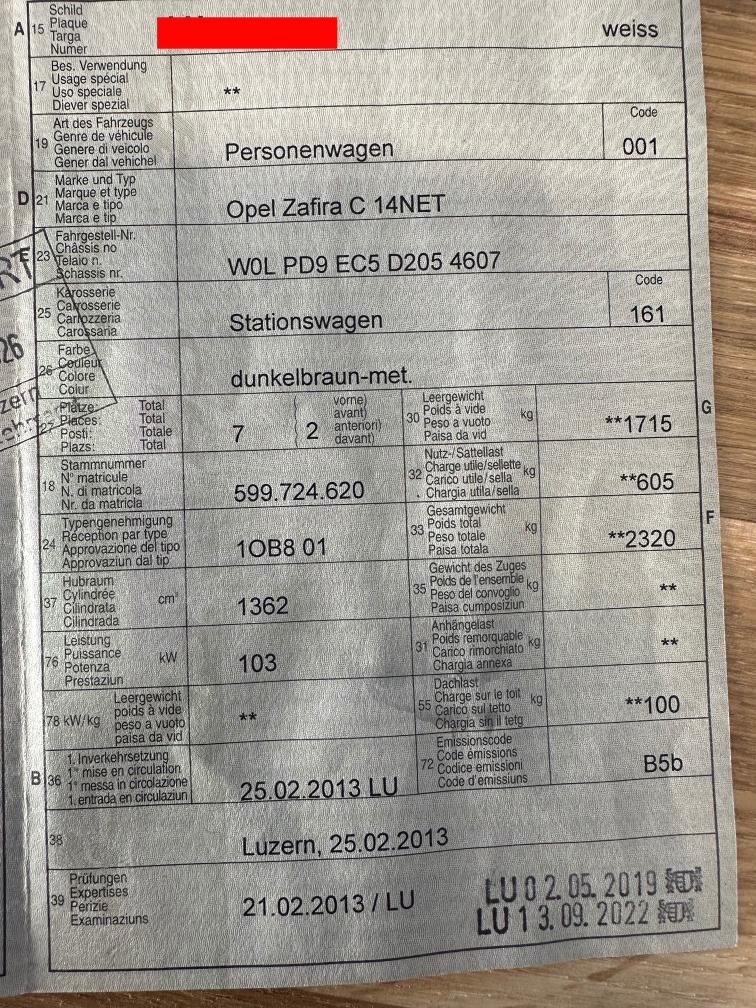 A 15 Schild
Plaque
Targa
Numer
weiss
17 Bes. Verwendung
Usage spécial
Uso speciale
Diever spezial
**
19 Art des Fahrzeugs
Genre de véhicule
Genere di veicolo
Gener dal vehichel
Personenwagen
Code
001
D 21 Marke und Typ
Marque et type
Marca e tipo
Marca e tip
Opel Zafira C 14NET
23 Fahrgestell-Nr.
Châssis no
Telaio n.
Schassis nr.
W0L PD9 EC5 D205 4607
25 Karosserie
Carrosserie
Carrozzeria
Carossaria
Stationswagen
Code
161
26 Farbe
Couleur
Colore
Colur
dunkelbraun-met.
27 Plätze: Total
Places: Total
Posti: Totale
Plazs: Total
7
( 2 vorne)
avant)
anteriori)
davant)
30 Leergewicht
Poids à vide kg
Peso a vuoto
Paisa da vid
**1715
G
18 Stammnummer
N° matricule
N. di matricola
Nr. da matricla
599.724.620
32 Nutz-/Sattellast
Charge utile/sellette kg
Carico utile/sella
Chargia utila/sella
**605
24 Typengenehmigung
Réception par type
Approvazione del tipo
Approvaziun dal tip
1OB8 01
33 Gesamtgewicht
Poids total kg
Peso totale
Paisa totala
**2320
F
37 Hubraum
Cylindrée cm³
Cilindrata
Cilindrada
1362
35 Gewicht des Zuges
Poids de l'ensemble kg
Peso del convoglio
Paisa cumposiziun
**
76 Leistung
Puissance kW
Potenza
Prestaziun
103
31 Anhängelast
Poids remorquable kg
Carico rimorchiato
Chargia annexa
**
78 kW/kg Leergewicht
poids à vide
peso a vuoto
paisa da vid
**
55 Dachlast
Charge sur le toit kg
Carico sul tetto
Chargia sin il tetg
**100
B 36 1. Inverkehrsetzung
1re mise en circulation
1a messa in circolazione
1. entrada en circulaziun
25.02.2013 LU
72 Emissionscode
Code émissions
Codice emissioni
Code d'emissiuns
B5b
38
Luzern, 25.02.2013
39 Prüfungen
Expertises
Perizie
Examinaziuns
21.02.2013 / LU
LU 0 2. 05. 2019
LU 1 3. 09. 2022